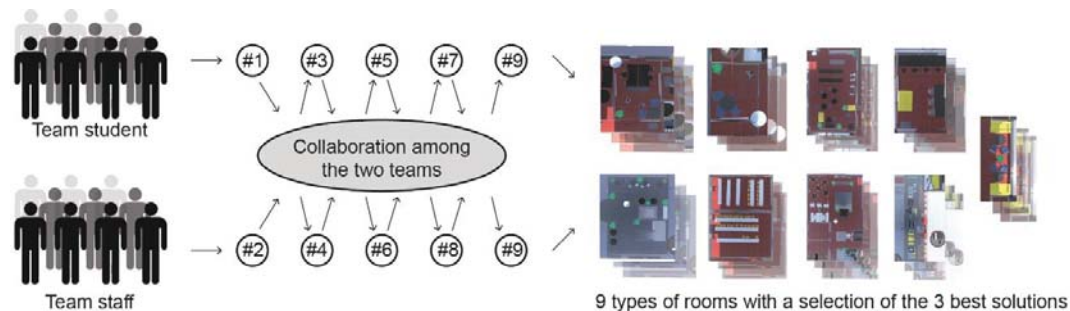 Team student
#1
#3
#5
#7
#9
Collaboration among
the two teams
Team staff
#2
#4
#6
#8
#9
9 types of rooms with a selection of the 3 best solutions